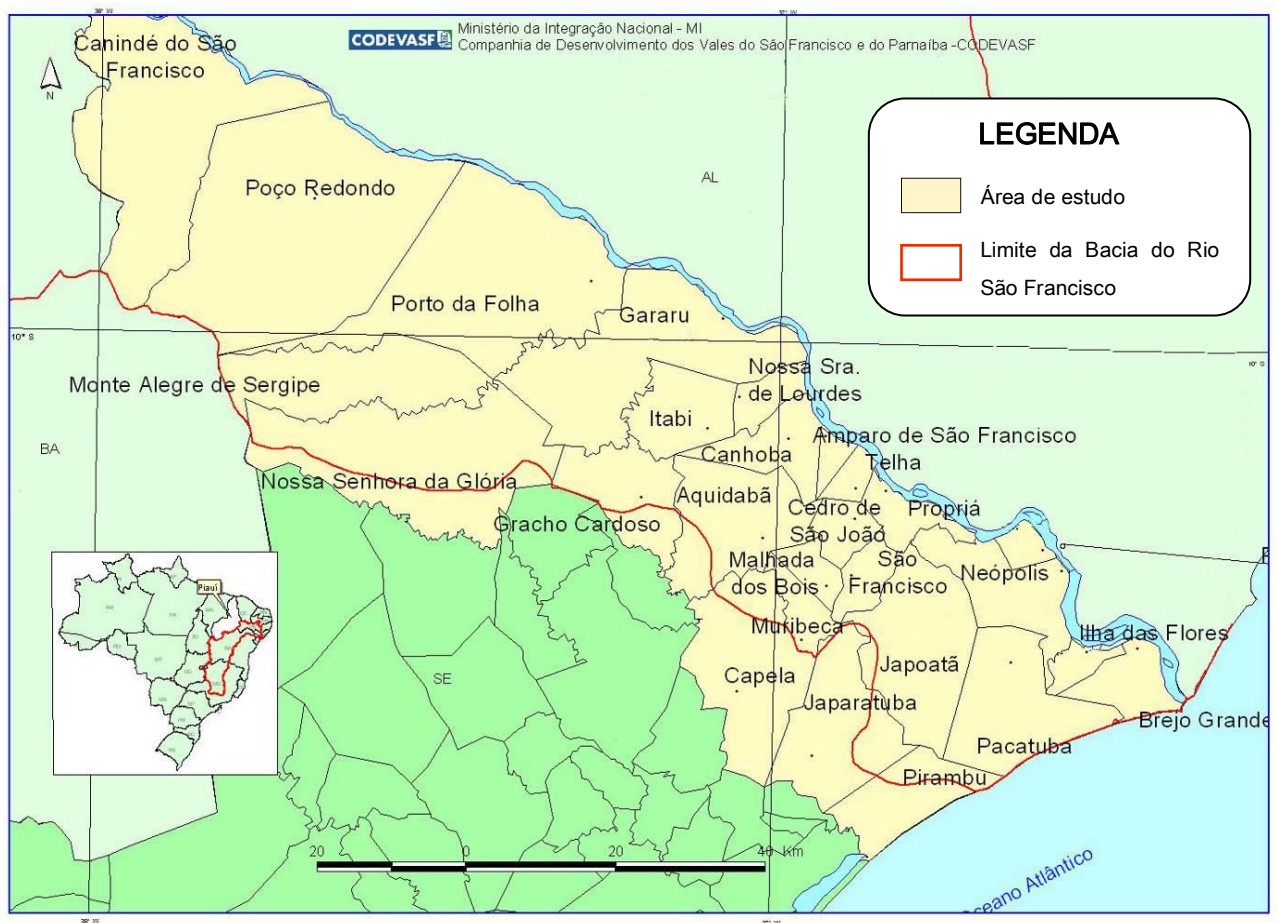 Ministério da Integração Nacional - MI
CODEVASF
Companhia de Desenvolvimento dos Vales do São Francisco e do Parnaíba -CODEVASF
Canindé do São
Francisco
N
LEGENDA
Área de estudo
Limite da Bacia do Rio
São Francisco
AL
Poço Redondo
Porto da Folha
Gararu
10° S
Nossa Sra.
de Lourdes
Monte Alegre de Sergipe
Itabi
BA
Amparo de São Francisco
Canhoba
Telha
Nossa Senhora da Glória
Aquidabã
Cedro de
São João
Propriá
Gracho Cardoso
Malhada
dos Bois
São
Francisco
Neópolis
Piauí
Muribeca
Ilha das Flores
Japoatã
SE
Capela
Japaratuba
Brejo Grande
Pacatuba
Pirambu
20 0 20 40 Km
ceano Atlântico